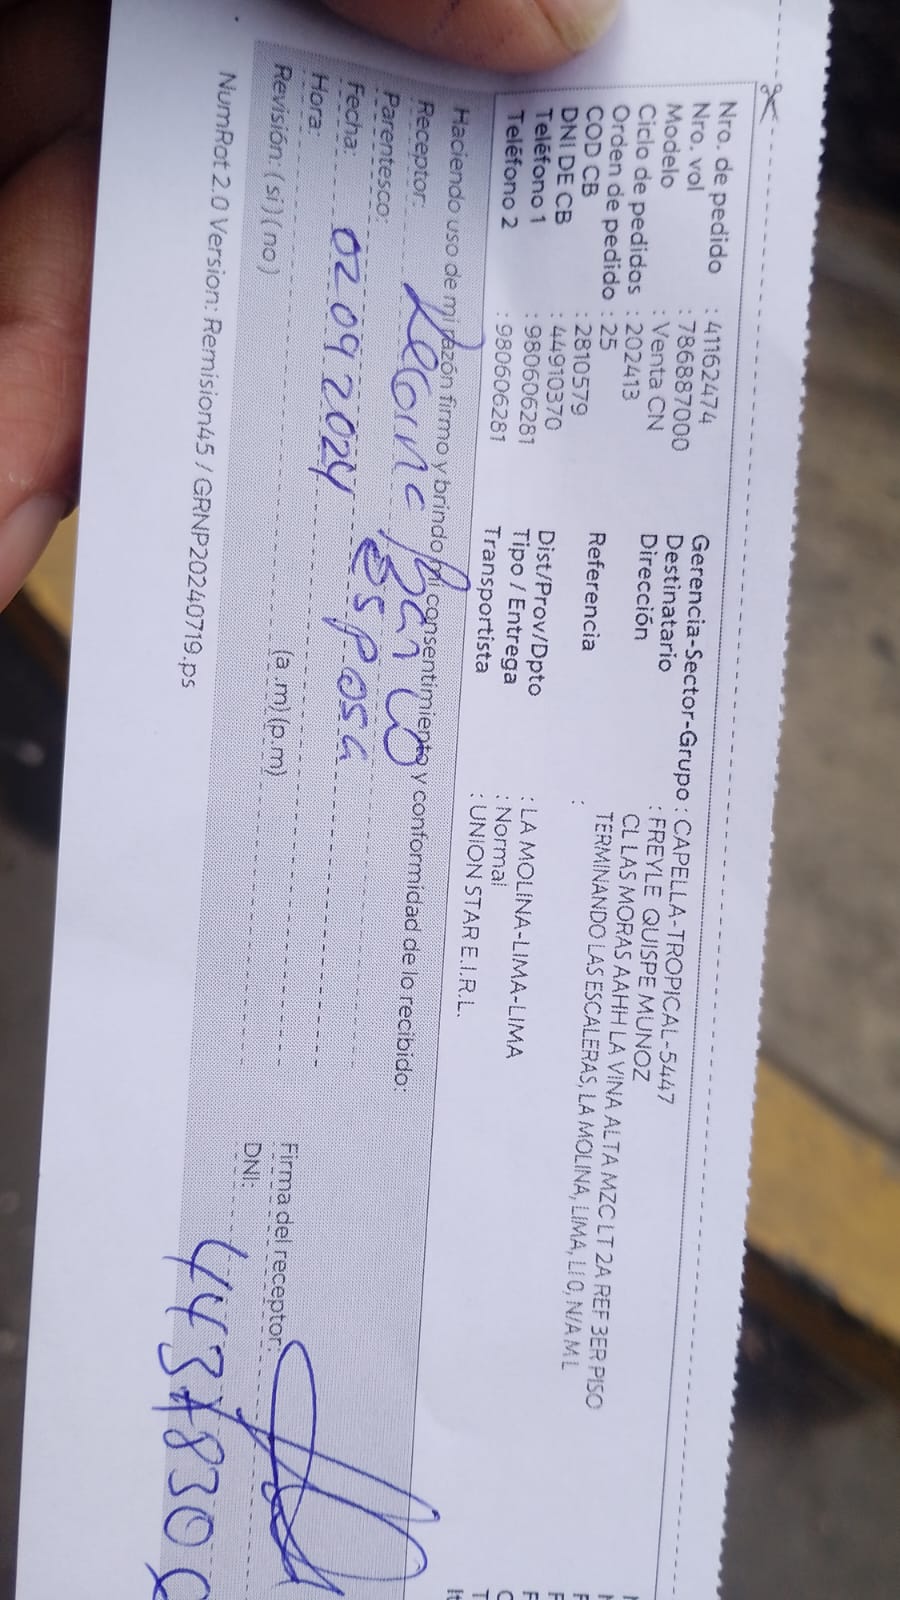 Nro. de pedido : 41162474
Nro. vol : 786887000
Modelo : Venta CN
Ciclo de pedidos : 202413
Orden de pedido : 25
COD CB : 2810579
DNI DE CB : 44910370
Teléfono 1 : 980606281
Teléfono 2 : 980606281
Gerencia-Sector-Grupo : CAPELLA-TROPICAL-5447
Destinatario : FREYLE QUISPE MUNOZ
Dirección : CL LAS MORAS AAHH LA VINA ALTA MZC LT 2A REF 3ER PISO
TERMINANDO LAS ESCALERAS, LA MOLINA, LIMA, LI 0, N/A M L
Referencia :
Dist/Prov/Dpto : LA MOLINA-LIMA-LIMA
Tipo / Entrega : Normal
Transportista : UNION STAR E.I.R.L.
Haciendo uso de mi razón firmo y brindo mi consentimiento y conformidad de lo recibido:
Receptor:
Parentesco: esposa
Fecha: 02 09 2024
Hora: (a.m)(p.m)
Revisión: ( si ) ( no )
Firma del receptor:
DNI:
NumRot 2.0 Version: Remision45 / GRNP20240719.ps